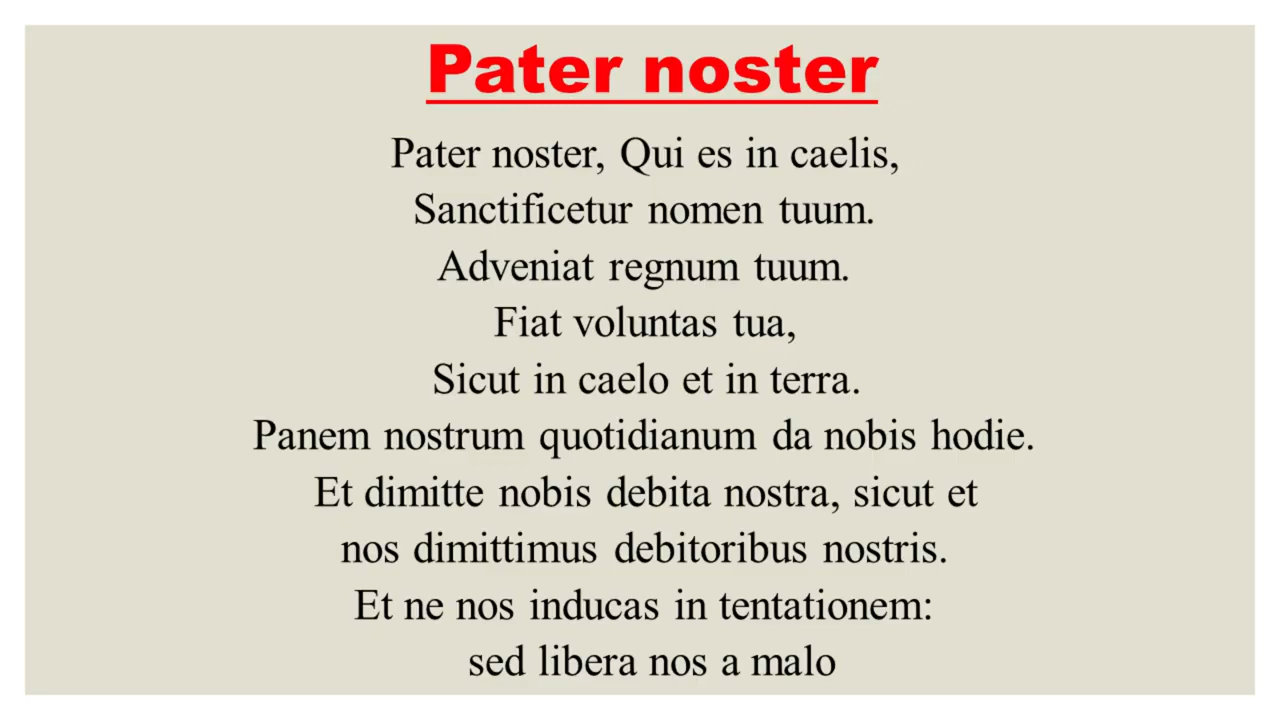 Pater noster
Pater noster, Qui es in caelis,
Sanctificetur nomen tuum.
Adveniat regnum tuum.
Fiat voluntas tua,
Sicut in caelo et in terra.
Panem nostrum quotidianum da nobis hodie.
Et dimitte nobis debita nostra, sicut et
nos dimittimus debitoribus nostris.
Et ne nos inducas in tentationem:
sed libera nos a malo